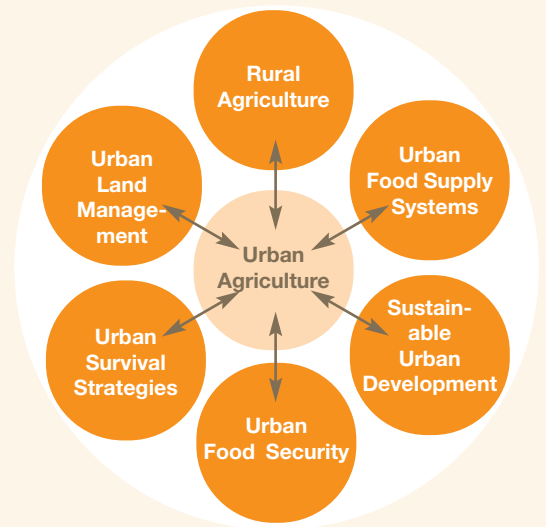 Rural
Agriculture
Urban
Land
Manage-
ment
Urban
Food Supply
Systems
Urban
Agriculture
Urban
Survival
Strategies
Sustain-
able
Urban
Development
Urban
Food Security